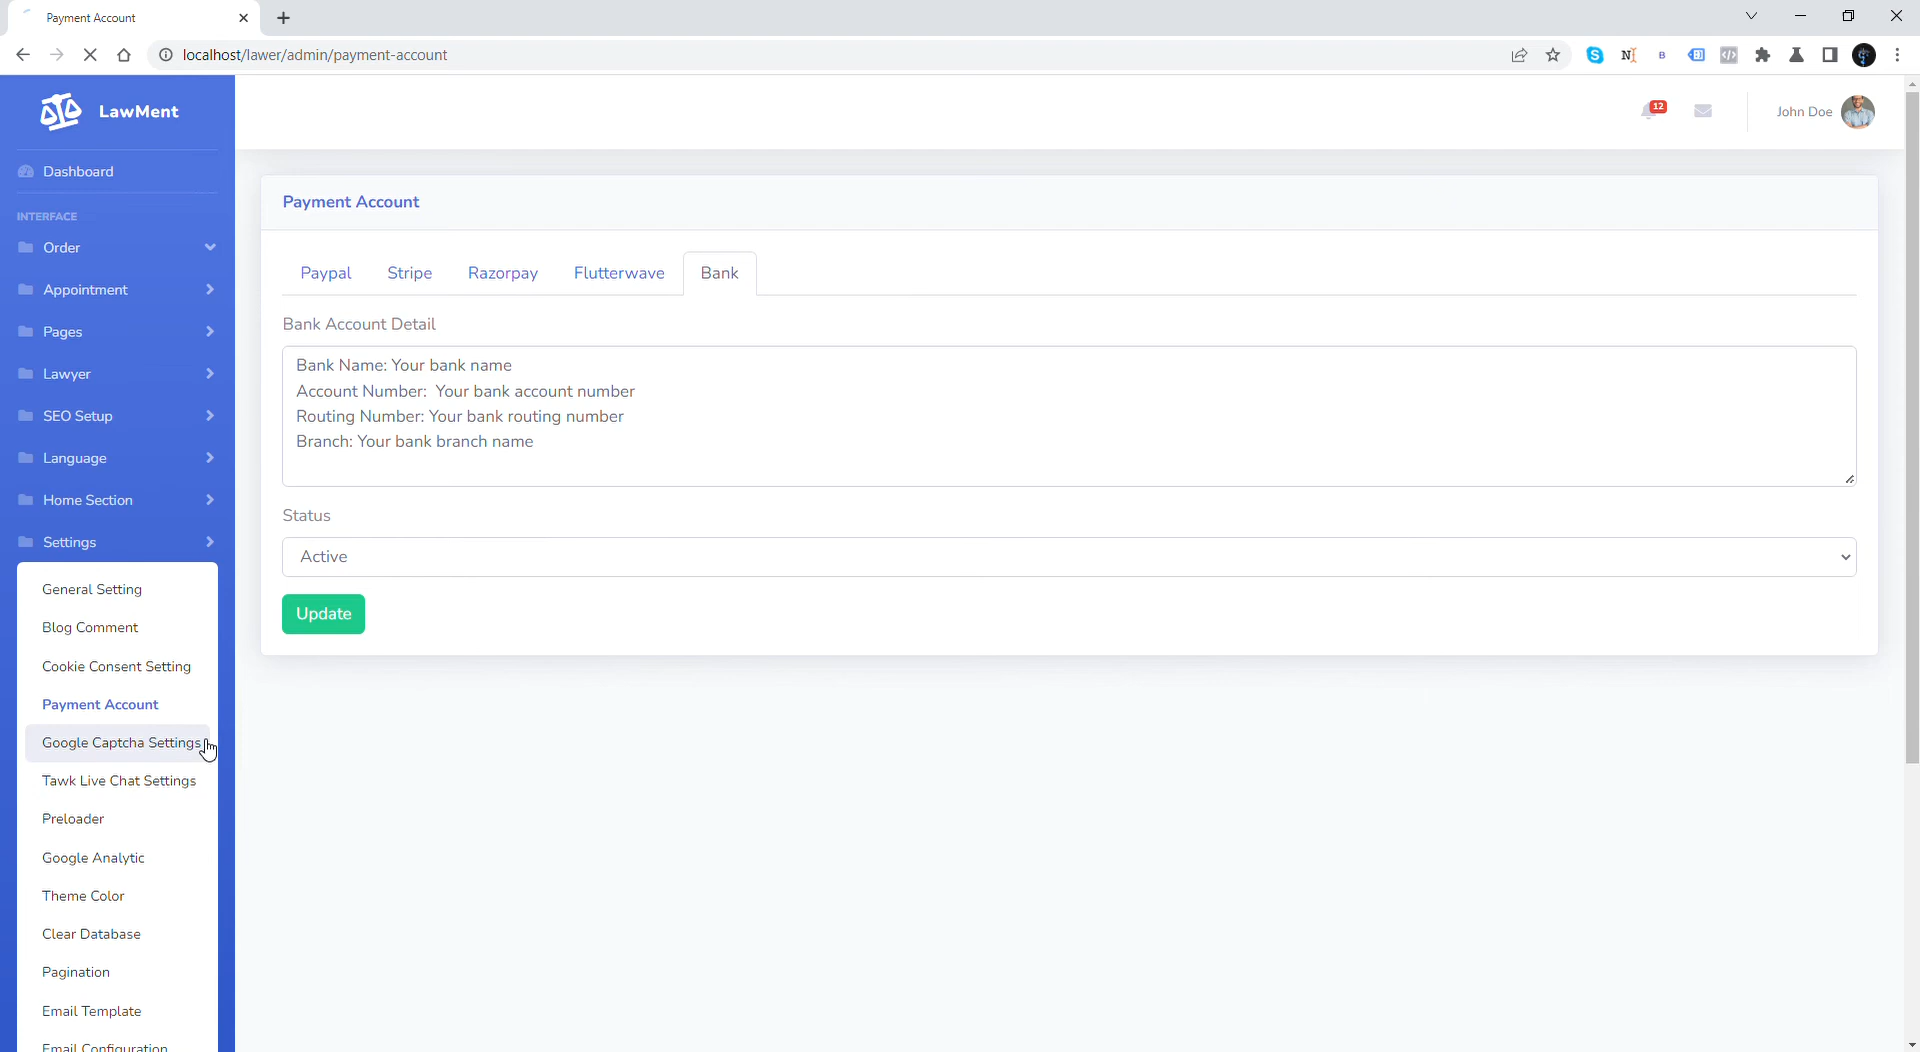 Payment Account
localhost/lawer/admin/payment-account
LawMent
12
John Doe
Dashboard
INTERFACE
Order
Appointment
Pages
Lawyer
SEO Setup
Language
Home Section
Settings
General Setting
Blog Comment
Cookie Consent Setting
Payment Account
Google Captcha Settings
Tawk Live Chat Settings
Preloader
Google Analytic
Theme Color
Clear Database
Pagination
Email Template
Email Configuration
Payment Account
Paypal Stripe Razorpay Flutterwave Bank
Bank Account Detail
Bank Name: Your bank name
Account Number:  Your bank account number
Routing Number: Your bank routing number
Branch: Your bank branch name
Status
Active
Update